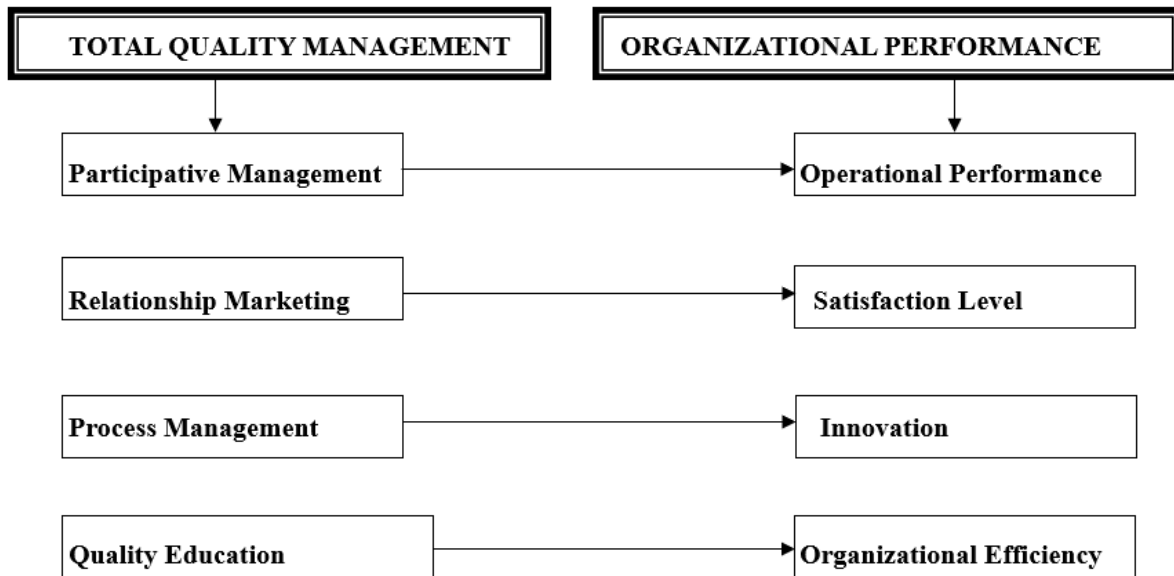 TOTAL QUALITY MANAGEMENT
ORGANIZATIONAL PERFORMANCE
Participative Management
Operational Performance
Relationship Marketing
Satisfaction Level
Process Management
Innovation
Quality Education
Organizational Efficiency